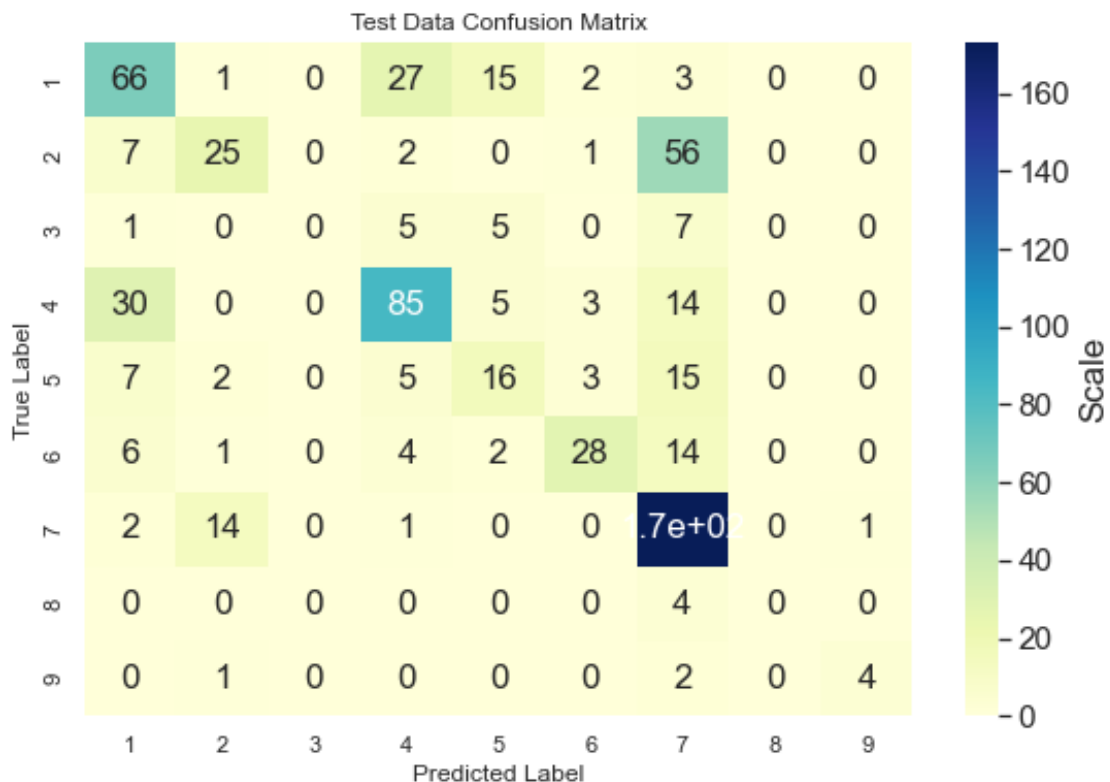 Test Data Confusion Matrix
True Label
1 66 1 0 27 15 2 3 0 0
2 7 25 0 2 0 1 56 0 0
3 1 0 0 5 5 0 7 0 0
4 30 0 0 85 5 3 14 0 0
5 7 2 0 5 16 3 15 0 0
6 6 1 0 4 2 28 14 0 0
7 2 14 0 1 0 0 .7e+02 0 1
8 0 0 0 0 0 0 4 0 0
9 0 1 0 0 0 0 2 0 4
1 2 3 4 5 6 7 8 9
Predicted Label
160
140
120
100
80
60
40
20
0
Scale